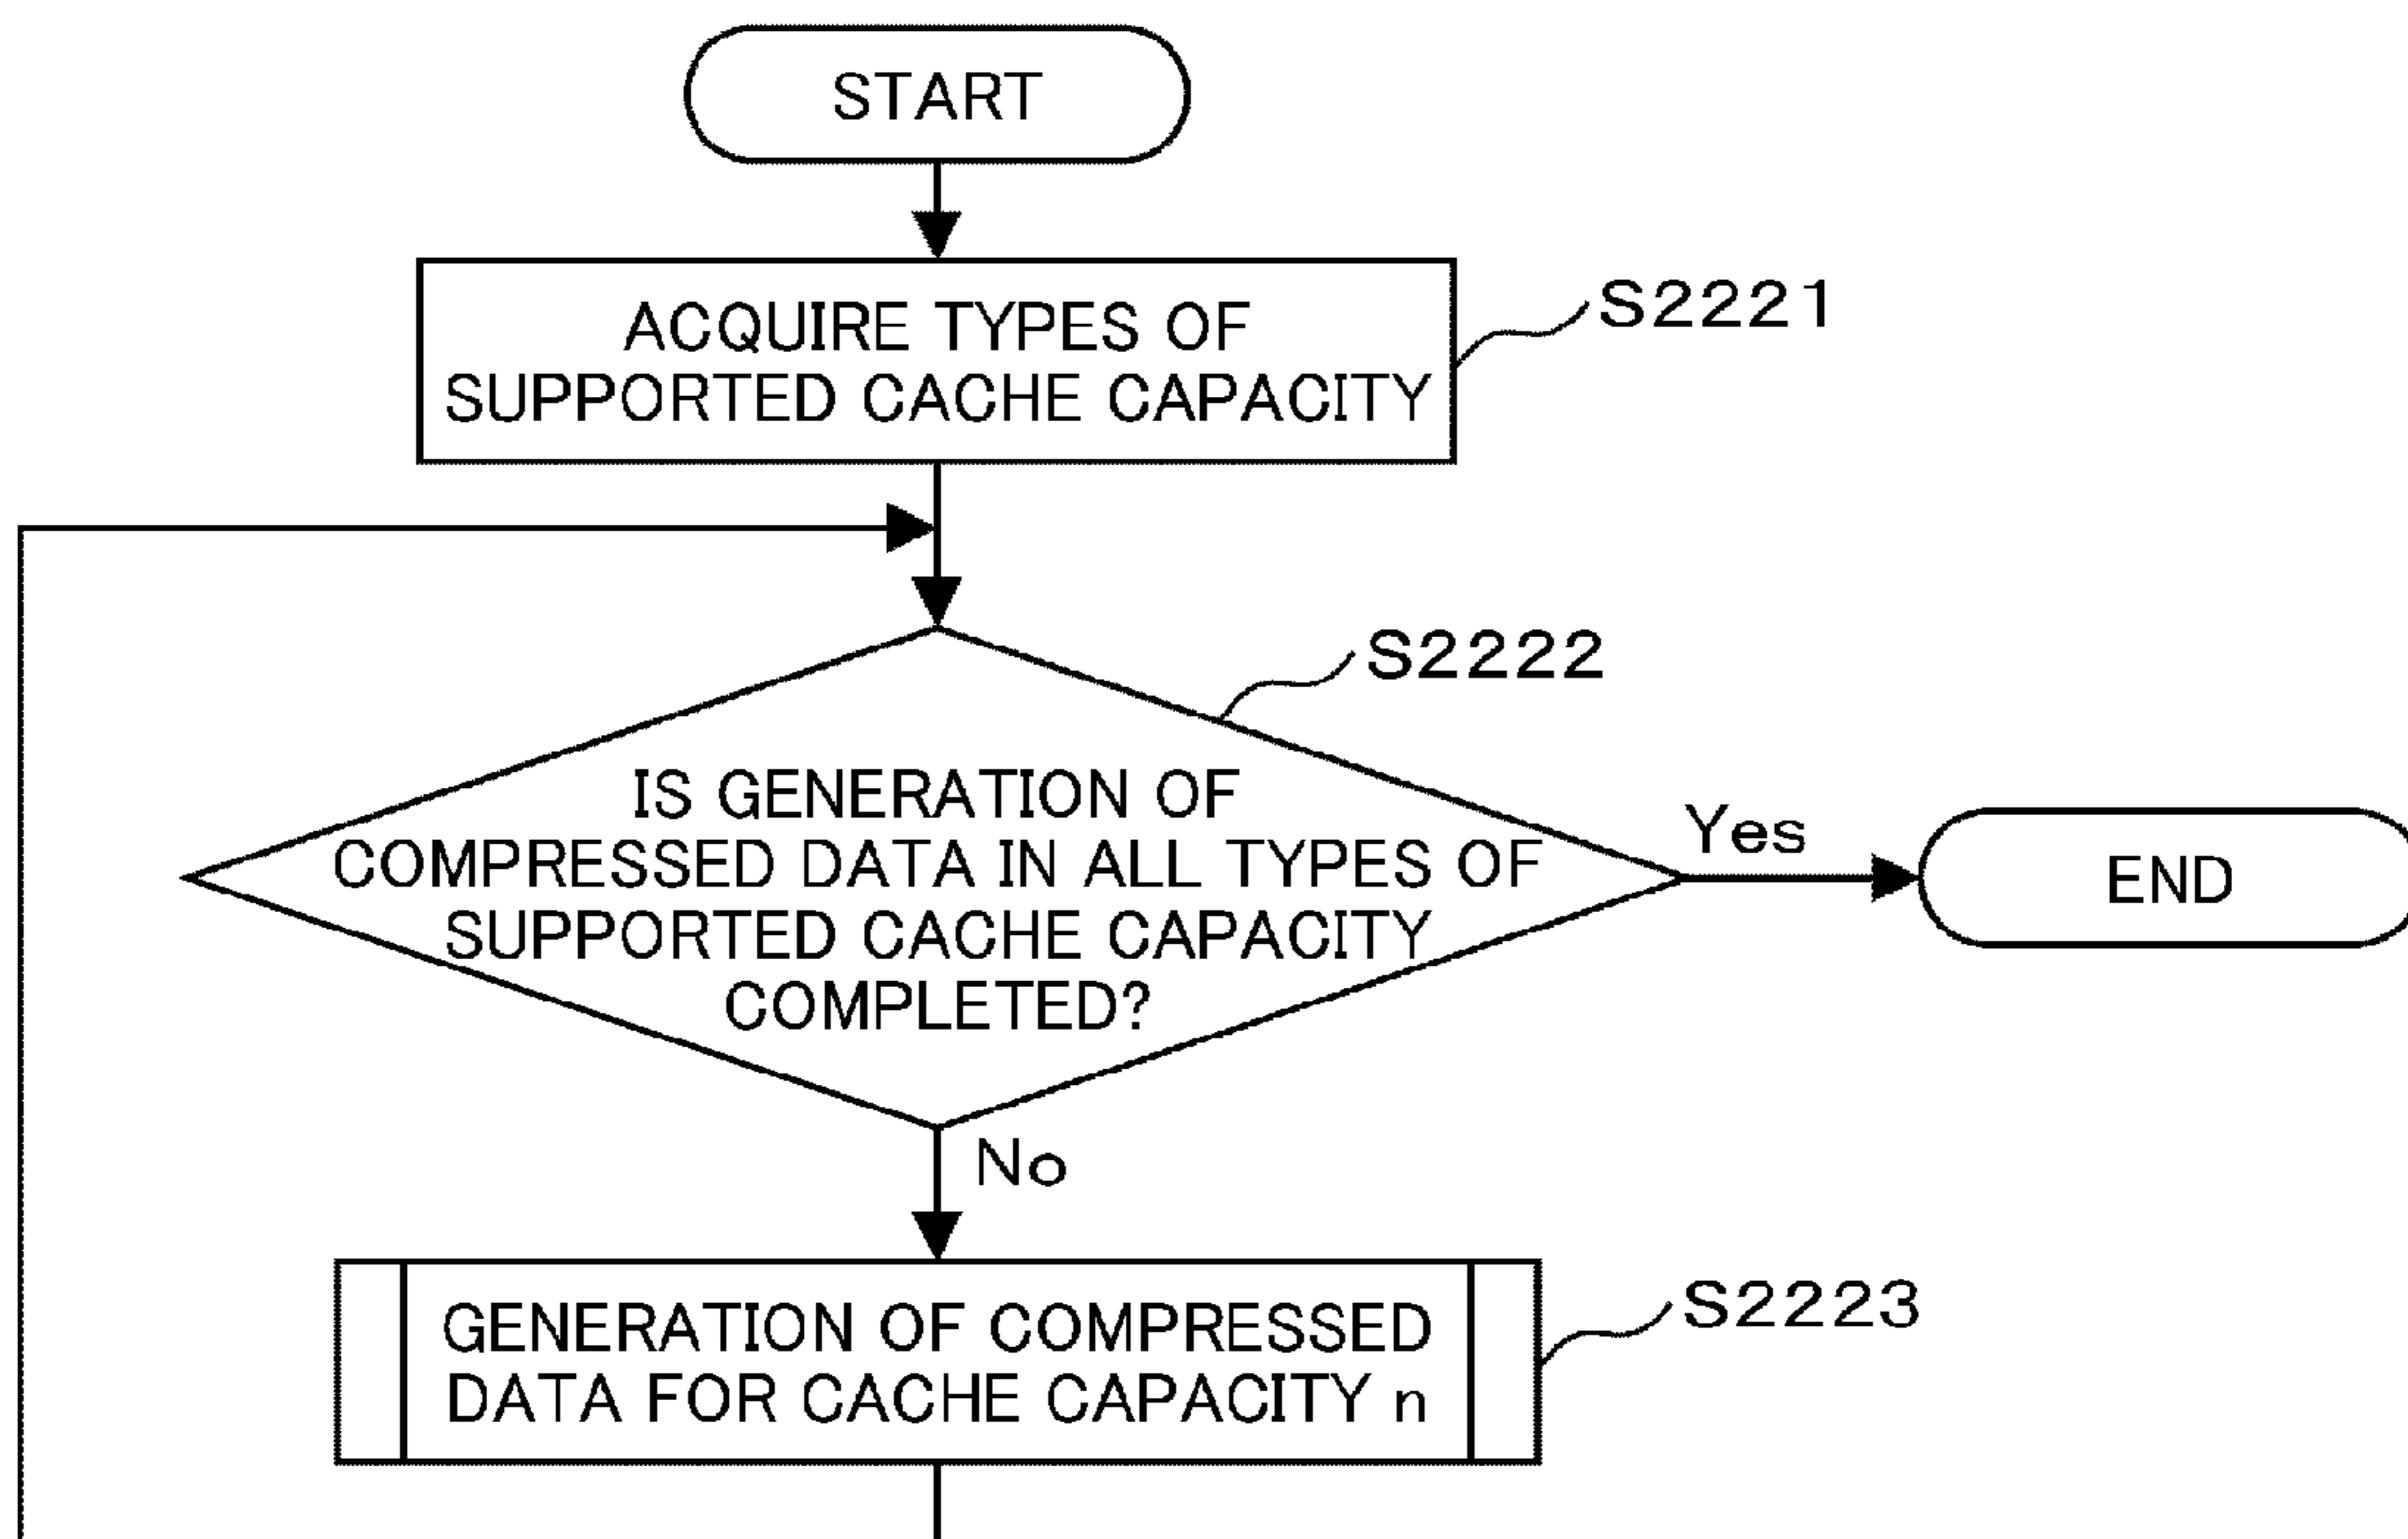 START
ACQUIRE TYPES OF
SUPPORTED CACHE CAPACITY
S2221
S2222
IS GENERATION OF
COMPRESSED DATA IN ALL TYPES OF
SUPPORTED CACHE CAPACITY
COMPLETED?
Yes
END
No
GENERATION OF COMPRESSED
DATA FOR CACHE CAPACITY n
S2223